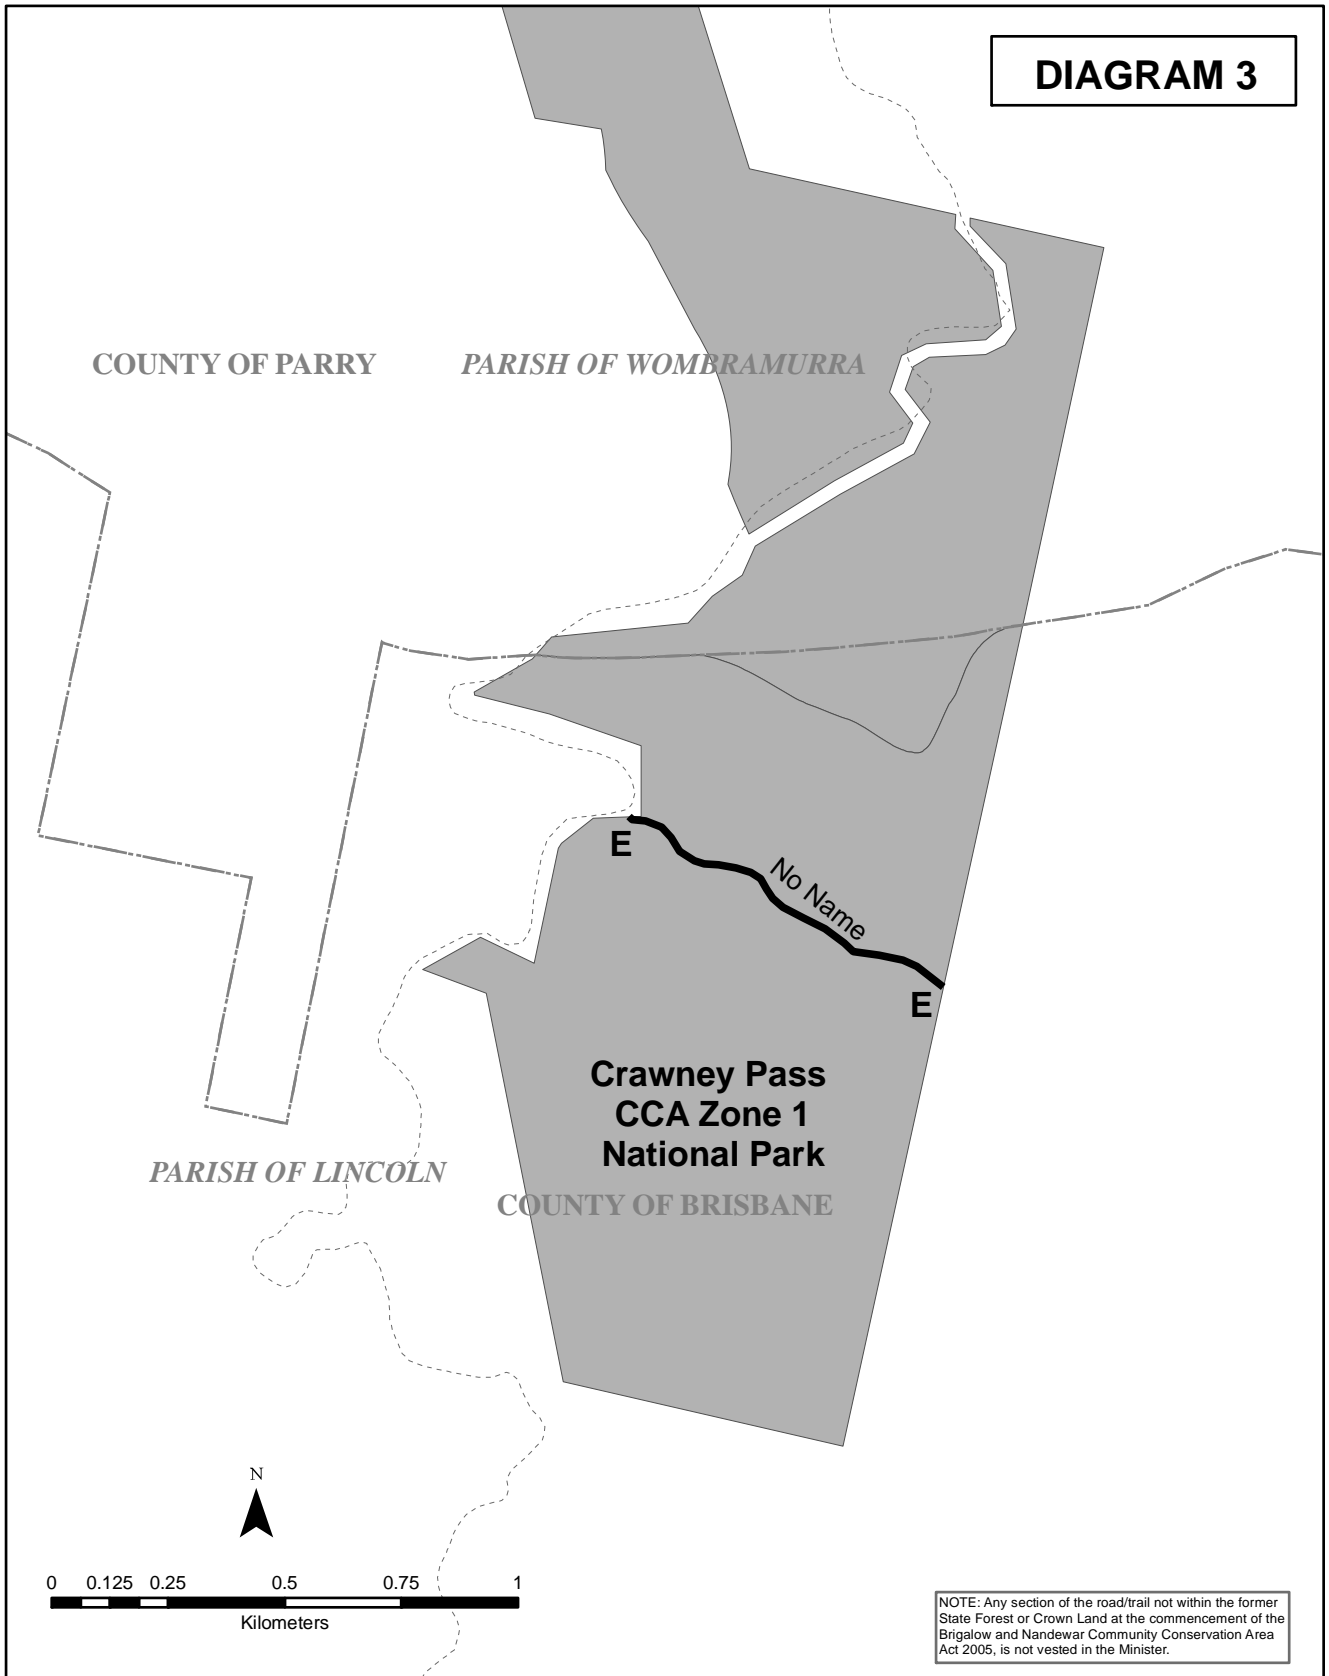 DIAGRAM 3
COUNTY OF PARRY
PARISH OF WOMBRAMURRA
E
No Name
E
Crawney Pass
CCA Zone 1
National Park
PARISH OF LINCOLN
COUNTY OF BRISBANE
N
0 0.125 0.25 0.5 0.75 1
Kilometers
NOTE: Any section of the road/trail not within the former
State Forest or Crown Land at the commencement of the
Brigalow and Nandewar Community Conservation Area
Act 2005, is not vested in the Minister.